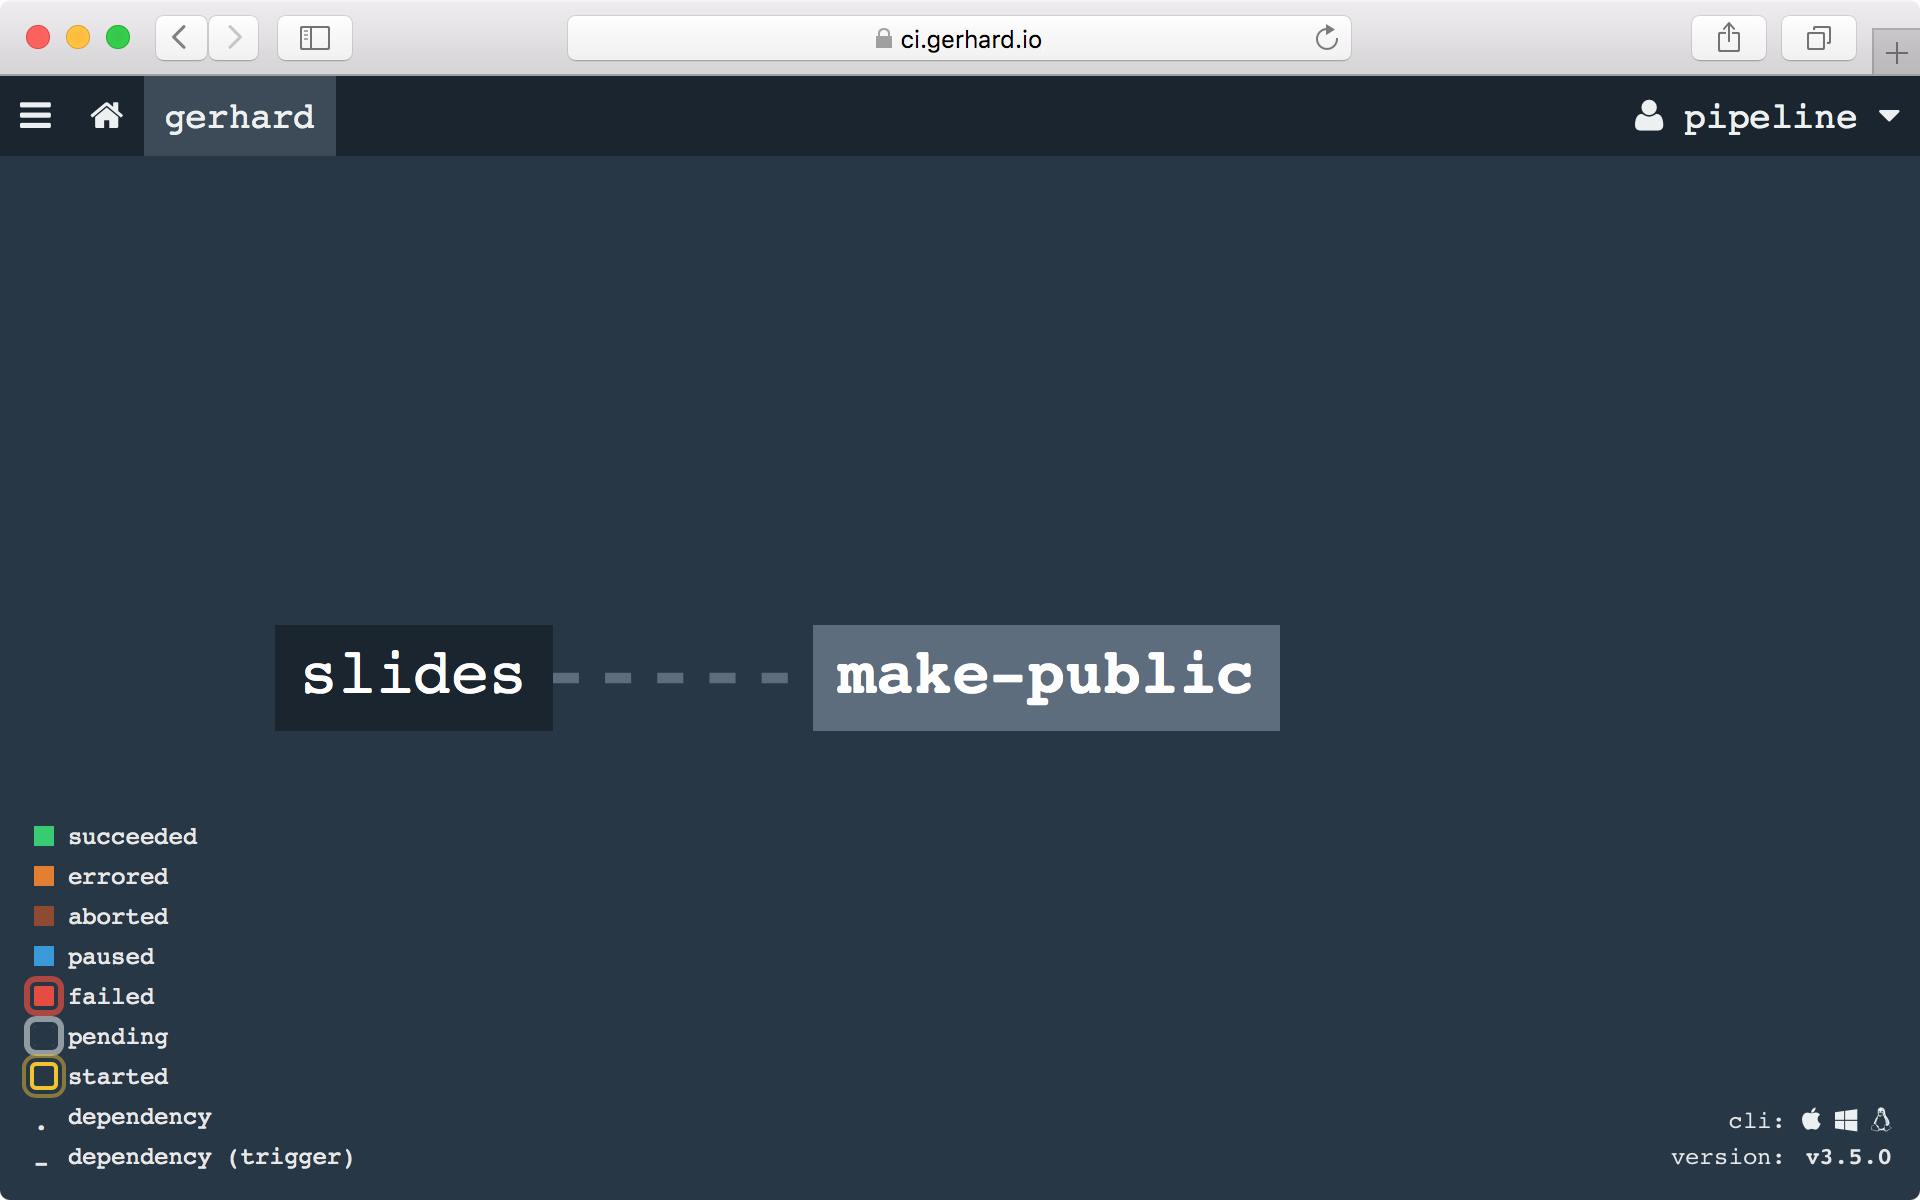 ci.gerhard.io
gerhard
pipeline
slides
make-public
succeeded
errored
aborted
paused
failed
pending
started
. dependency
- dependency (trigger)
cli:
version: v3.5.0